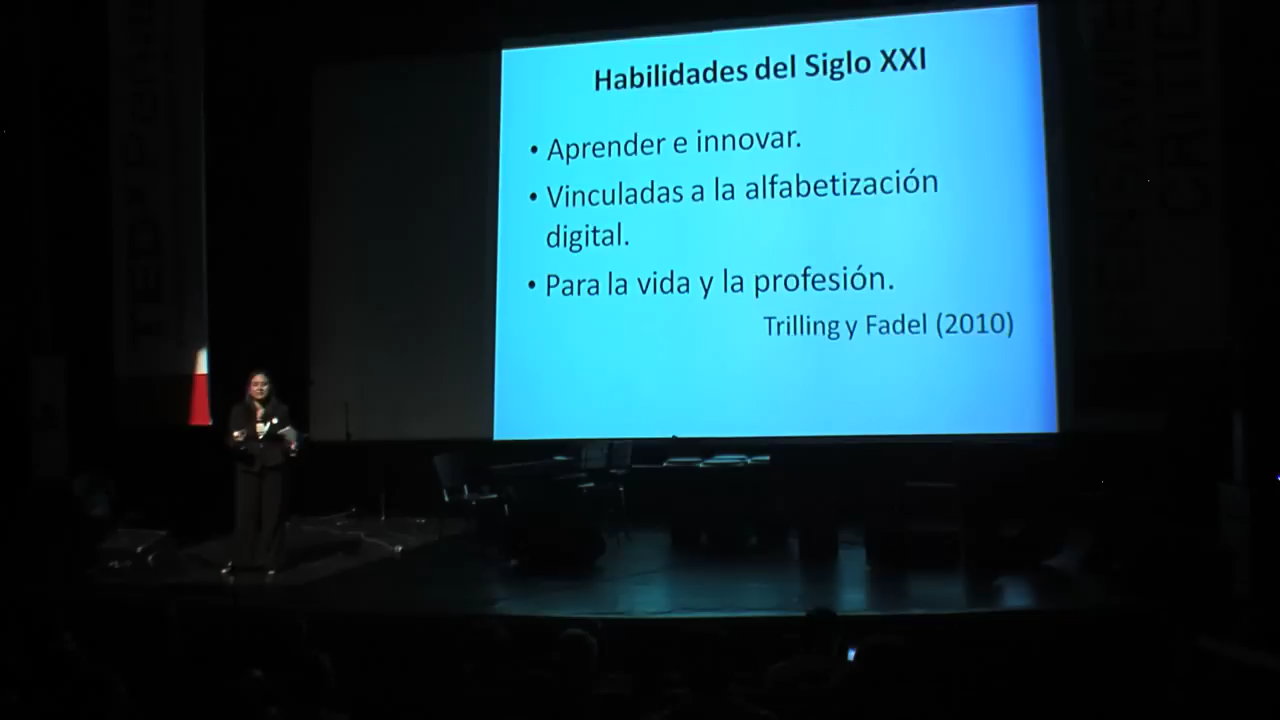 Habilidades del Siglo XXI
• Aprender e innovar.
• Vinculadas a la alfabetización
digital.
• Para la vida y la profesión.
Trilling y Fadel (2010)